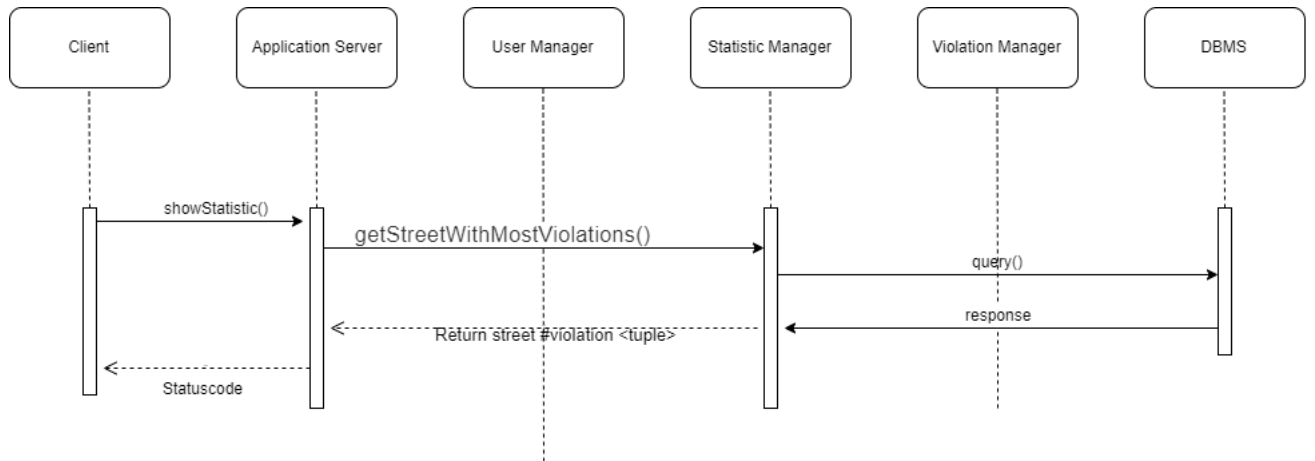 Client
Application Server
User Manager
Statistic Manager
Violation Manager
DBMS
showStatistic()
getStreetWithMostViolations()
query()
response
Return street #violation <tuple>
Statuscode